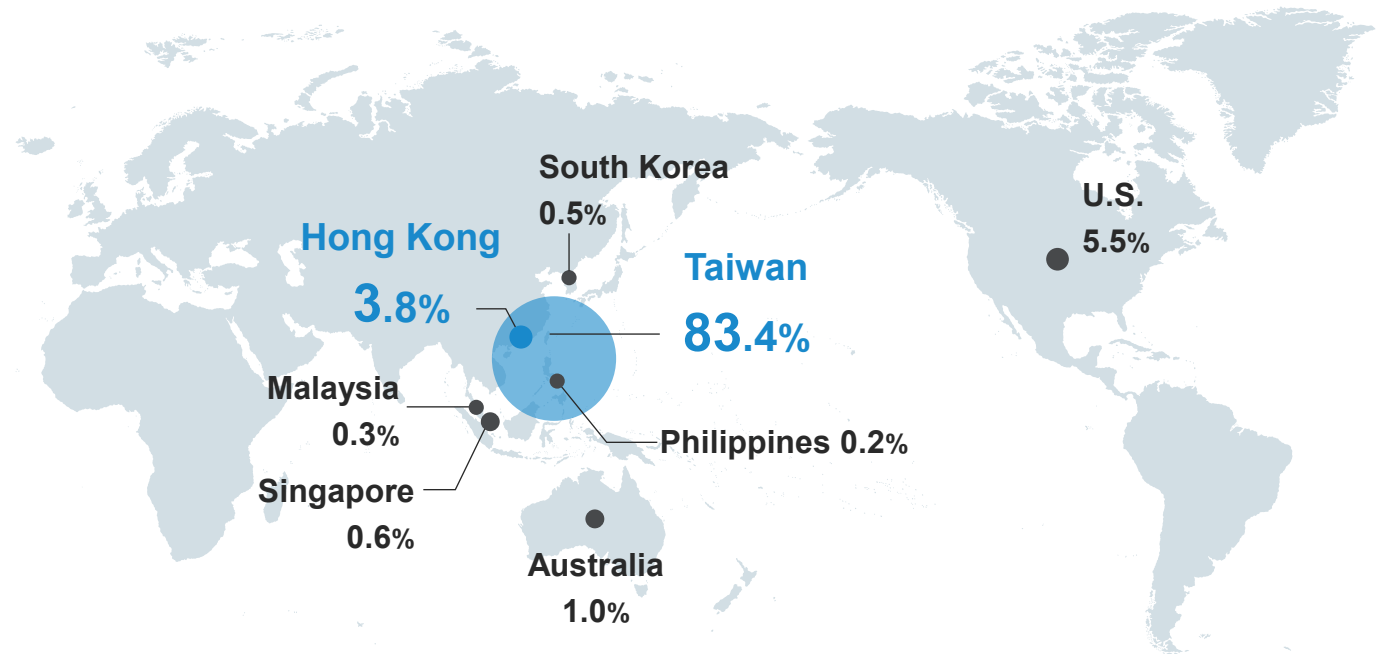 South Korea
0.5%
Hong Kong
3.8%
Taiwan
83.4%
U.S.
5.5%
Malaysia
0.3%
Philippines 0.2%
Singapore
0.6%
Australia
1.0%